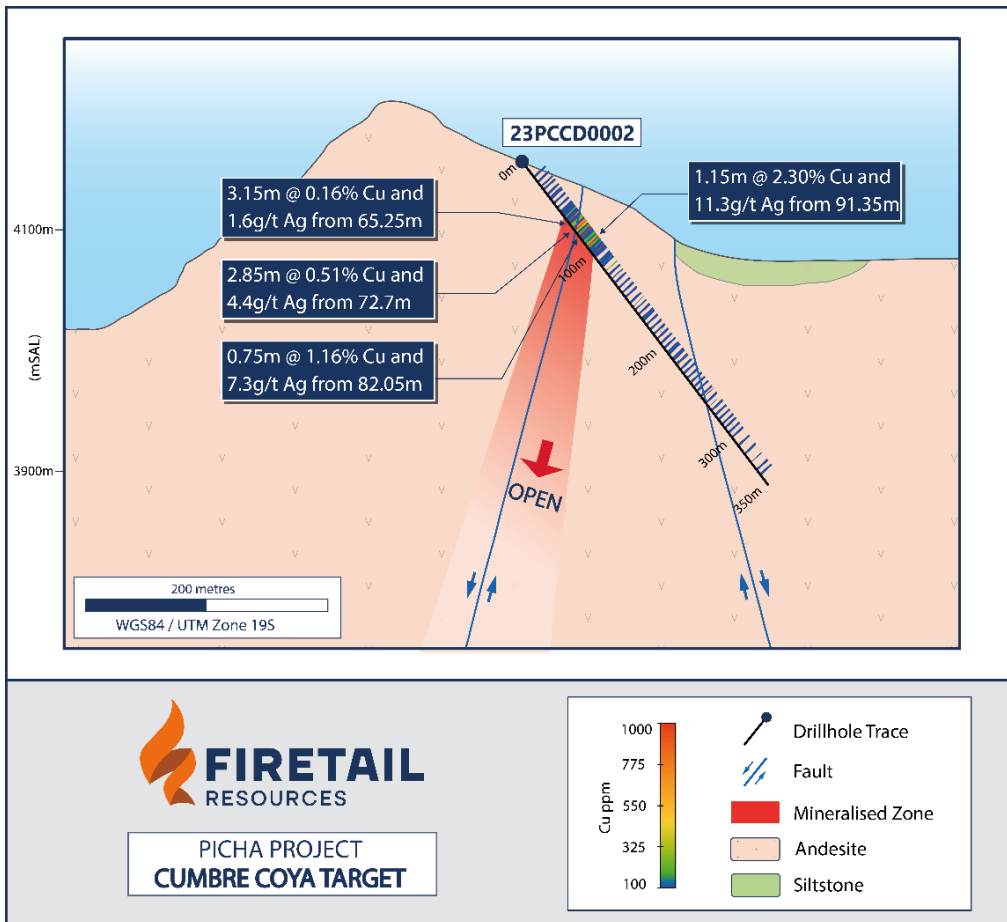 23PCCD0002
0m
3.15m @ 0.16% Cu and
1.6g/t Ag from 65.25m
1.15m @ 2.30% Cu and
11.3g/t Ag from 91.35m
4100m
2.85m @ 0.51% Cu and
4.4g/t Ag from 72.7m
100m
(mSAL)
0.75m @ 1.16% Cu and
7.3g/t Ag from 82.05m
200m
3900m
300m
350m
OPEN
200 metres
WGS84 / UTM Zone 19S
FIRETAIL
RESOURCES
PICHA PROJECT
CUMBRE COYA TARGET
Cu ppm
1000
775
550
325
100
Drillhole Trace
Fault
Mineralised Zone
Andesite
Siltstone